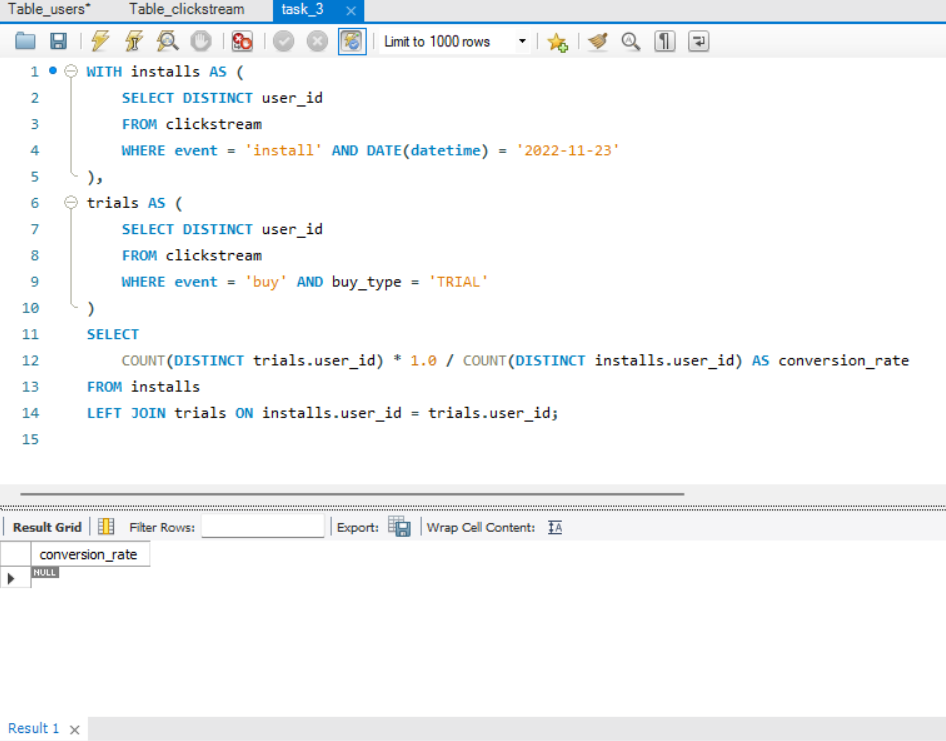 Table_users* Table_clickstream task_3
Limit to 1000 rows
1 WITH installs AS (
2 SELECT DISTINCT user_id
3 FROM clickstream
4 WHERE event = 'install' AND DATE(datetime) = '2022-11-23'
5 ),
6 trials AS (
7 SELECT DISTINCT user_id
8 FROM clickstream
9 WHERE event = 'buy' AND buy_type = 'TRIAL'
10 )
11 SELECT
12 COUNT(DISTINCT trials.user_id) * 1.0 / COUNT(DISTINCT installs.user_id) AS conversion_rate
13 FROM installs
14 LEFT JOIN trials ON installs.user_id = trials.user_id;
15
Result Grid Filter Rows: Export: Wrap Cell Content:
conversion_rate
NULL
Result 1